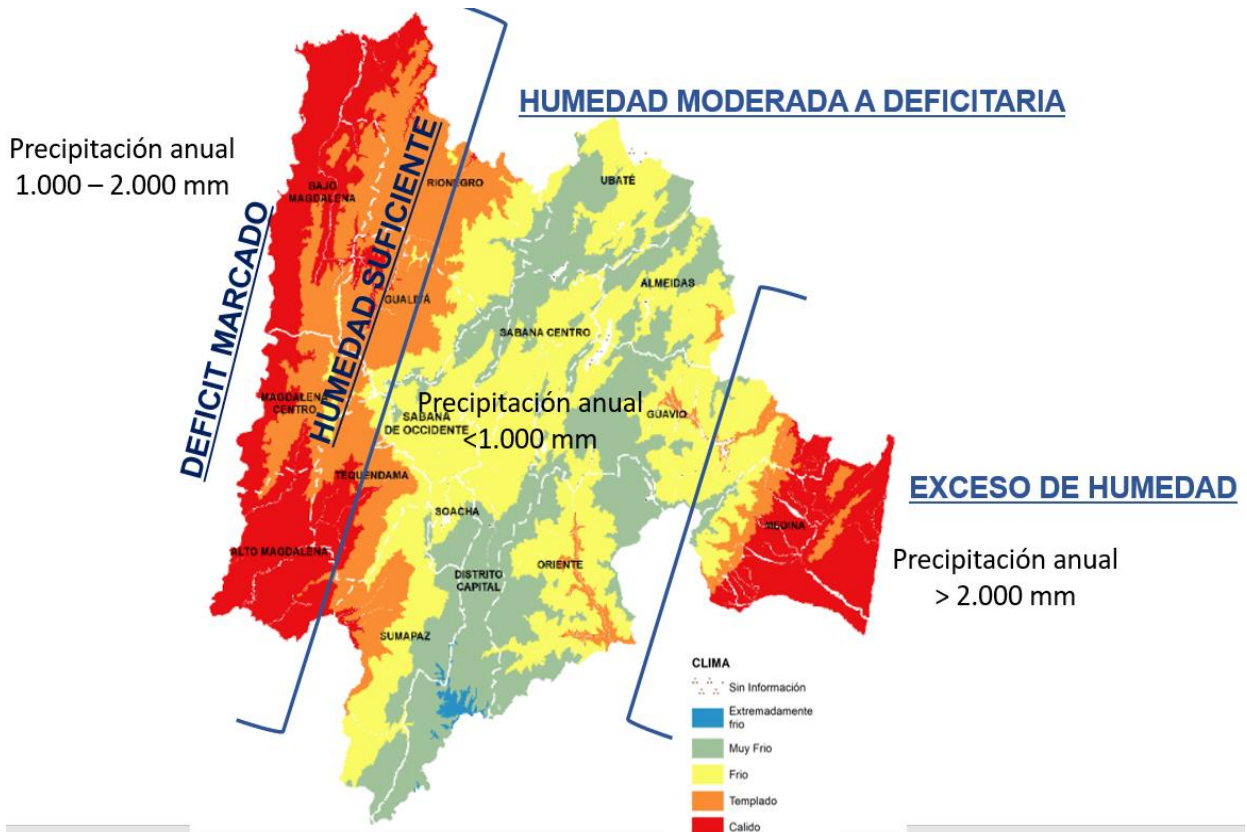 HUMEDAD MODERADA A DEFICITARIA
Precipitación anual
1.000 – 2.000 mm
DEFICIT MARCADO
HUMEDAD SUFICIENTE
BAJO
MAGDALENA
RIONEGRO
UBATÉ
ALMEIDAS
GUALIVÁ
SABANA CENTRO
MAGDALENA
CENTRO
Precipitación anual
<1.000 mm
SABANA
DE OCCIDENTE
GUAVIO
TEQUENDAMA
SOACHA
EXCESO DE HUMEDAD
MEDINA
Precipitación anual
> 2.000 mm
ALTO MAGDALENA
DISTRITO
CAPITAL
ORIENTE
SUMAPAZ
CLIMA
Sin Información
Extremadamente
frio
Muy Frio
Frio
Templado
Calido